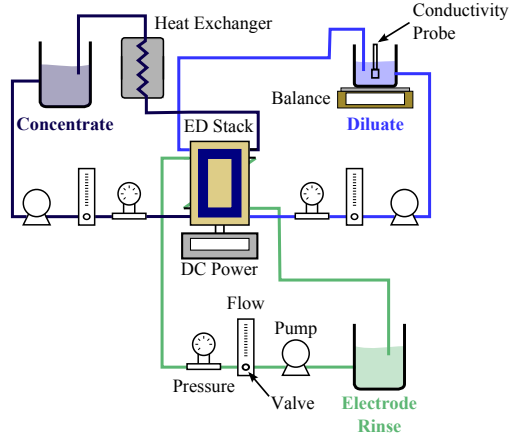 Conductivity
Probe
Heat Exchanger
Balance
Concentrate
ED Stack
Diluate
DC Power
Flow
Pump
Pressure
Valve
Electrode
Rinse